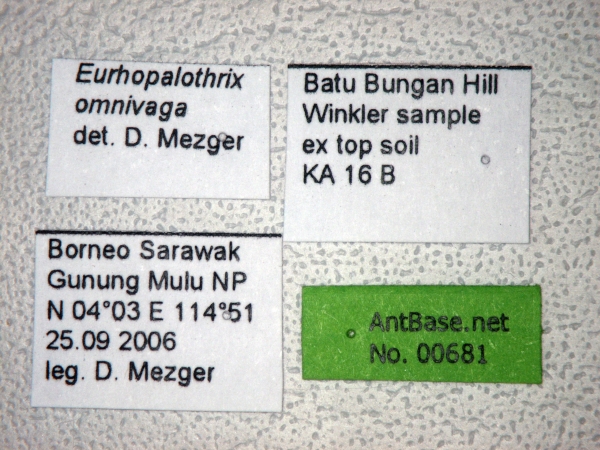 Eurhopalothrix
omnivaga
det. D. Mezger
Batu Bungan Hill
Winkler sample
ex top soil
KA 16 B
Borneo Sarawak
Gunung Mulu NP
N 04°03 E 114°51
25.09 2006
leg. D. Mezger
AntBase.net
No. 00681